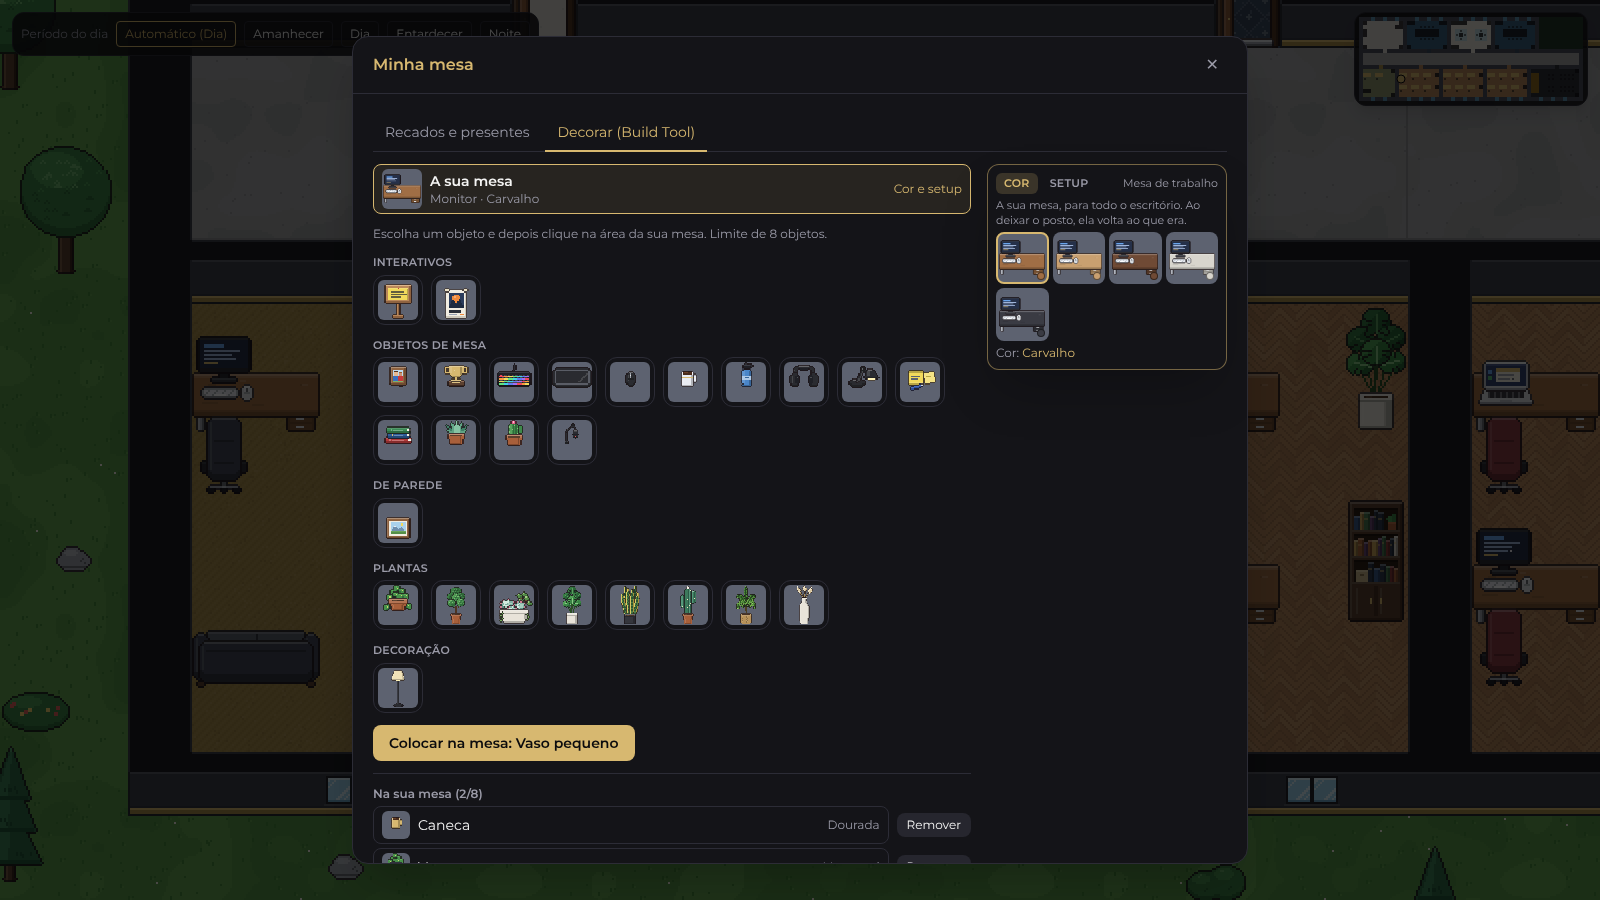 Período do dia
Automático (Dia)
Amanhecer
Dia
Entardecer
Noite
Minha mesa
×
Recados e presentes
Decorar (Build Tool)
A sua mesa
Monitor · Carvalho
Cor e setup
COR
SETUP
Mesa de trabalho
A sua mesa, para todo o escritório. Ao
deixar o posto, ela volta ao que era.
Cor: Carvalho
Escolha um objeto e depois clique na área da sua mesa. Limite de 8 objetos.
INTERATIVOS
OBJETOS DE MESA
DE PAREDE
PLANTAS
DECORAÇÃO
Colocar na mesa: Vaso pequeno
Na sua mesa (2/8)
Caneca
Dourada
Remover